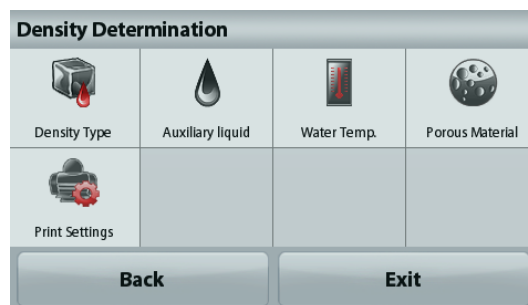 Density Determination
Density Type
Auxiliary liquid
Water Temp.
Porous Material
Print Settings
Back
Exit